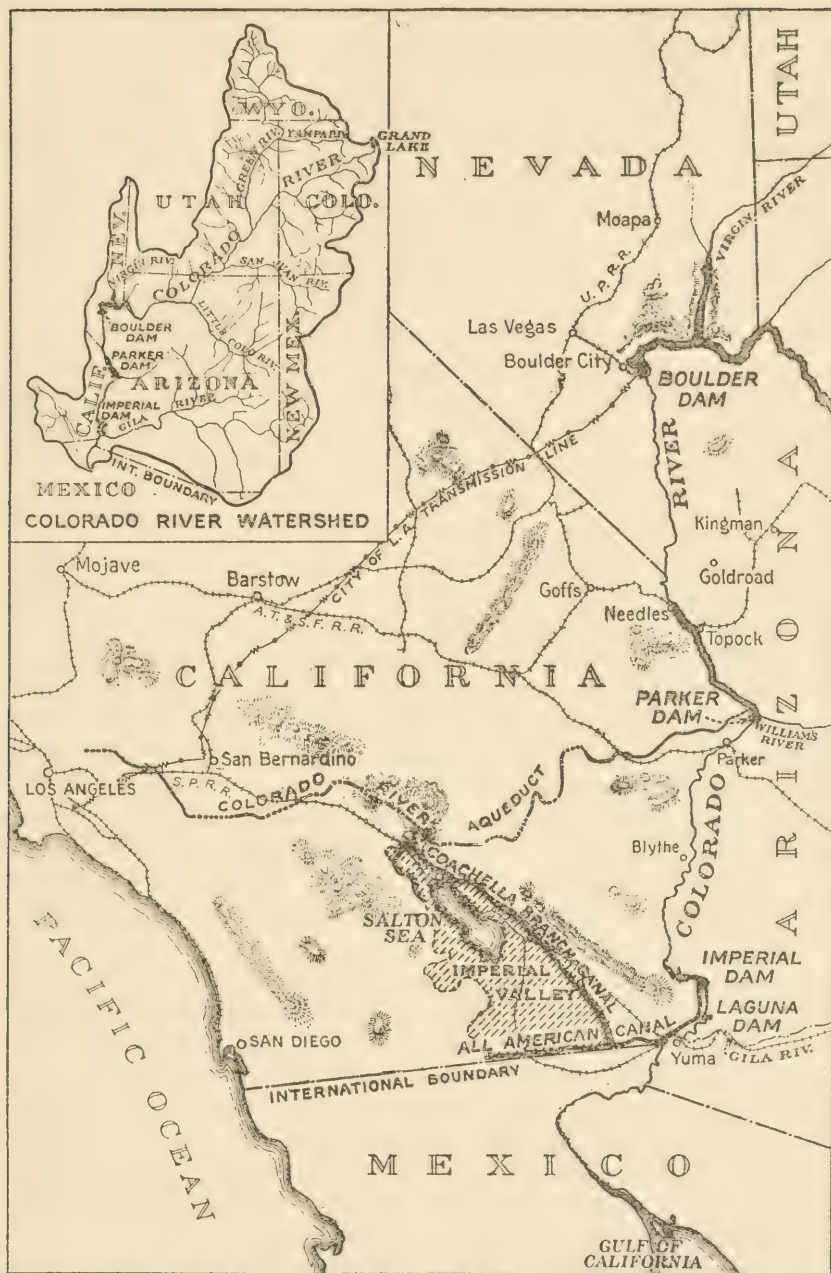 WYO.
GREEN RIV.
YAMPA RIV.
GRAND LAKE
RIVER
UTAH
COLO.
NEV.
VIRGIN RIV.
COLORADO
SAN JUAN RIV.
LITTLE COLO. RIV.
BOULDER DAM
PARKER DAM
ARIZONA
CALIF.
IMPERIAL DAM
GILA RIVER
NEW MEX.
MEXICO
INT. BOUNDARY
COLORADO RIVER WATERSHED
UTAH
NEVADA
Moapa
VIRGIN RIVER
U. P. R. R.
Las Vegas
Boulder City
BOULDER DAM
RIVER
CITY OF L.A. TRANSMISSION LINE
Kingman
Mojave
Barstow
Goffs
Goldroad
A.T. & S.F. R.R.
Needles
Topock
CALIFORNIA
ARIZONA
PARKER DAM
WILLIAMS RIVER
San Bernardino
Parker
LOS ANGELES
S. P. R. R.
COLORADO RIVER AQUEDUCT
Blythe
COLORADO
COACHELLA BRANCH CANAL
SALTON SEA
IMPERIAL VALLEY
IMPERIAL DAM
LAGUNA DAM
PACIFIC OCEAN
SAN DIEGO
ALL AMERICAN CANAL
Yuma
GILA RIV.
INTERNATIONAL BOUNDARY
MEXICO
GULF OF CALIFORNIA